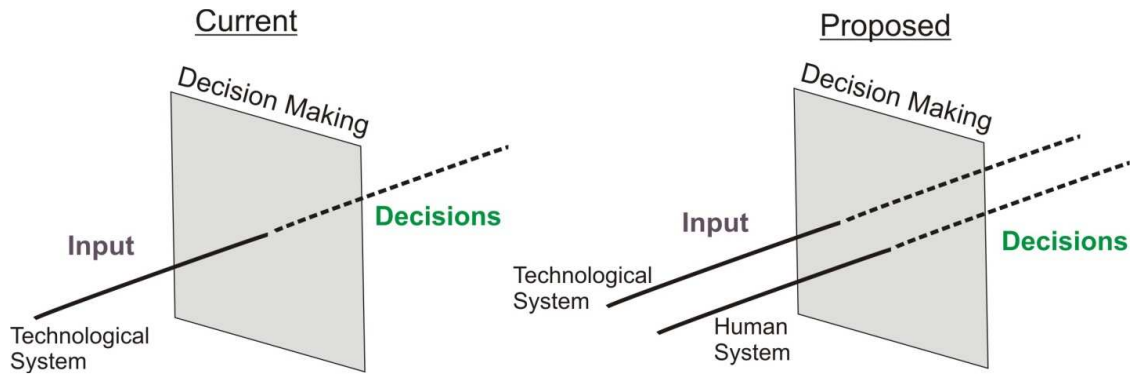 Current
Decision Making
Input
Decisions
Technological
System
Proposed
Decision Making
Input
Decisions
Technological
System
Human
System